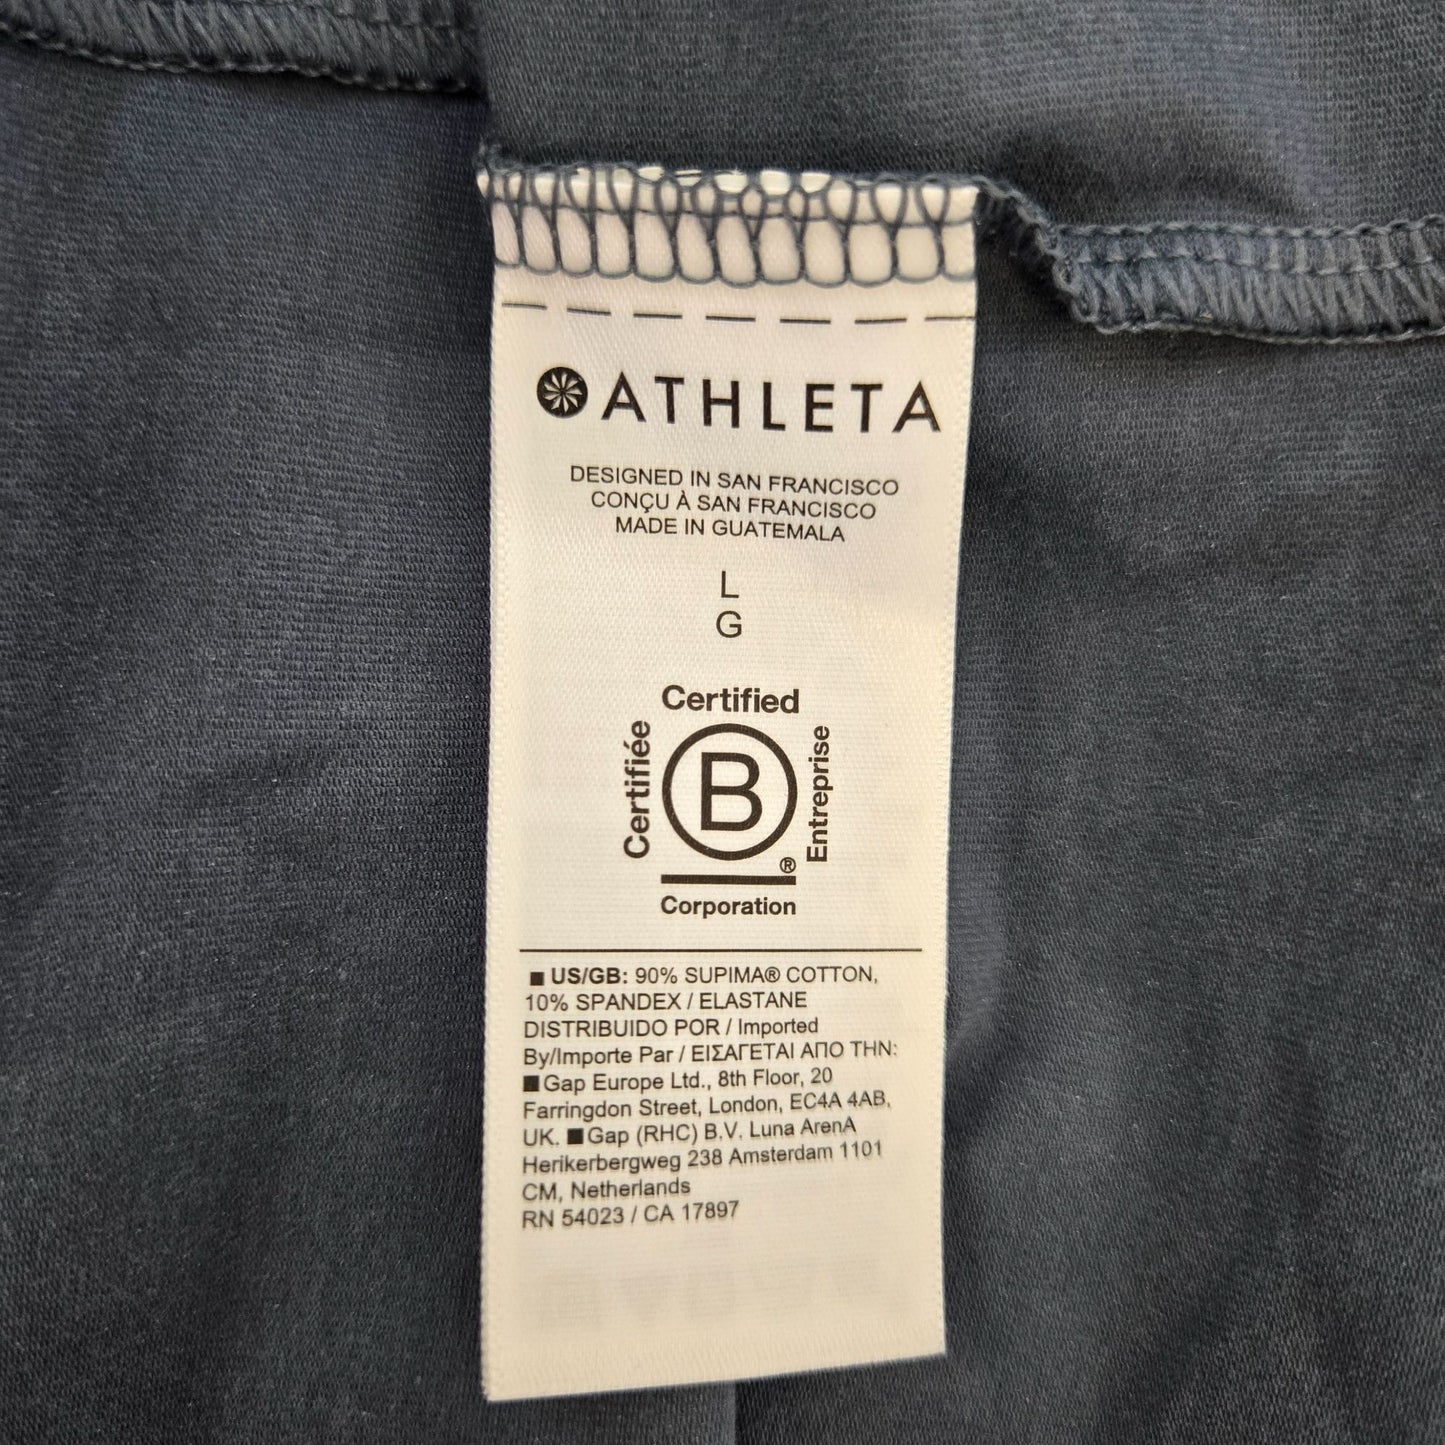 ATHLETA
DESIGNED IN SAN FRANCISCO
CONÇU À SAN FRANCISCO
MADE IN GUATEMALA
L
G
Certified
Certifiée
B
Entreprise
®
Corporation
■ US/GB: 90% SUPIMA® COTTON,
10% SPANDEX / ELASTANE
DISTRIBUIDO POR / Imported
By/Importe Par / ΕΙΣΑΓΕΤΑΙ ΑΠΟ ΤΗΝ:
■ Gap Europe Ltd., 8th Floor, 20
Farringdon Street, London, EC4A 4AB,
UK. ■ Gap (RHC) B.V. Luna ArenA
Herikerbergweg 238 Amsterdam 1101
CM, Netherlands
RN 54023 / CA 17897